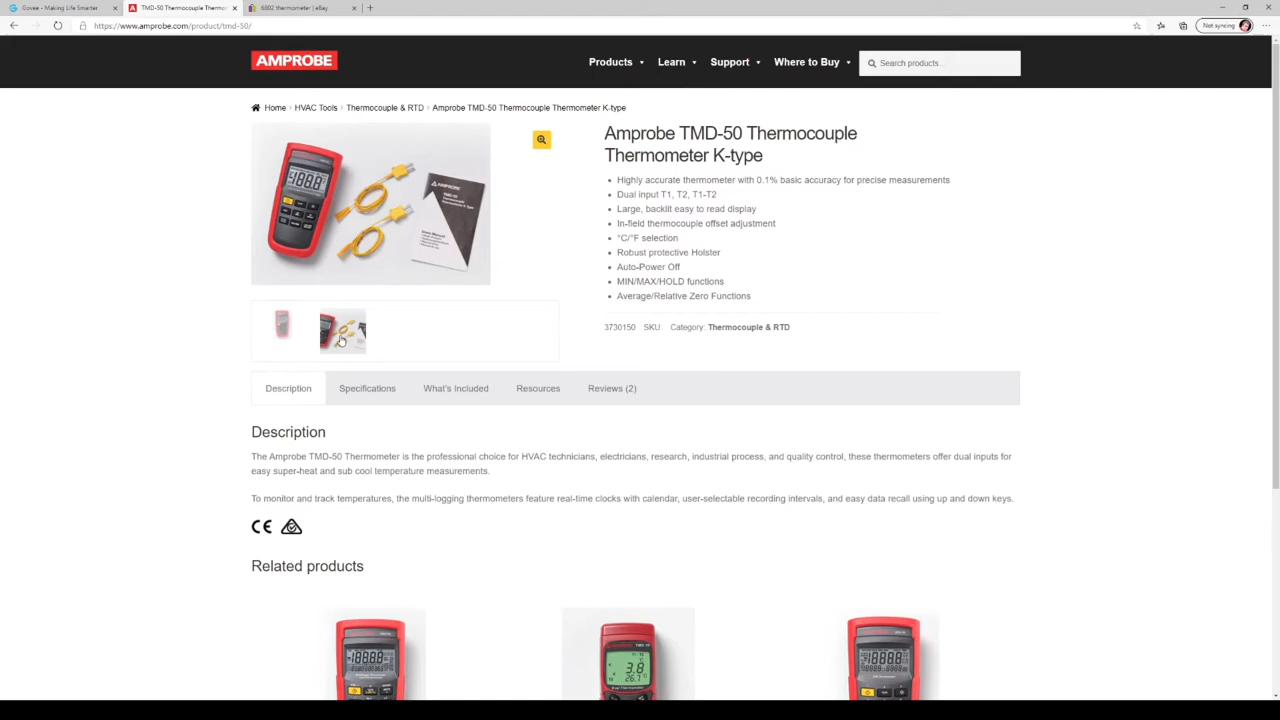 Govee - Making Life Smarter
TMD-50 Thermocouple Thermom
6802 thermometer | eBay
https://www.amprobe.com/product/tmd-50/
Not syncing
AMPROBE
Products
Learn
Support
Where to Buy
Search products...
Home › HVAC Tools › Thermocouple & RTD › Amprobe TMD-50 Thermocouple Thermometer K-type
AMPROBE
Amprobe TMD-50 Thermocouple
Thermometer K-type
Highly accurate thermometer with 0.1% basic accuracy for precise measurements
Dual input T1, T2, T1-T2
Large, backlit easy to read display
In-field thermocouple offset adjustment
°C/°F selection
Robust protective Holster
Auto-Power Off
MIN/MAX/HOLD functions
Average/Relative Zero Functions
3730150 SKU Category: Thermocouple & RTD
Description
Specifications
What's Included
Resources
Reviews (2)
Description
The Amprobe TMD-50 Thermometer is the professional choice for HVAC technicians, electricians, research, industrial process, and quality control, these thermometers offer dual inputs for
easy super-heat and sub cool temperature measurements.
To monitor and track temperatures, the multi-logging thermometers feature real-time clocks with calendar, user-selectable recording intervals, and easy data recall using up and down keys.
CE
Related products